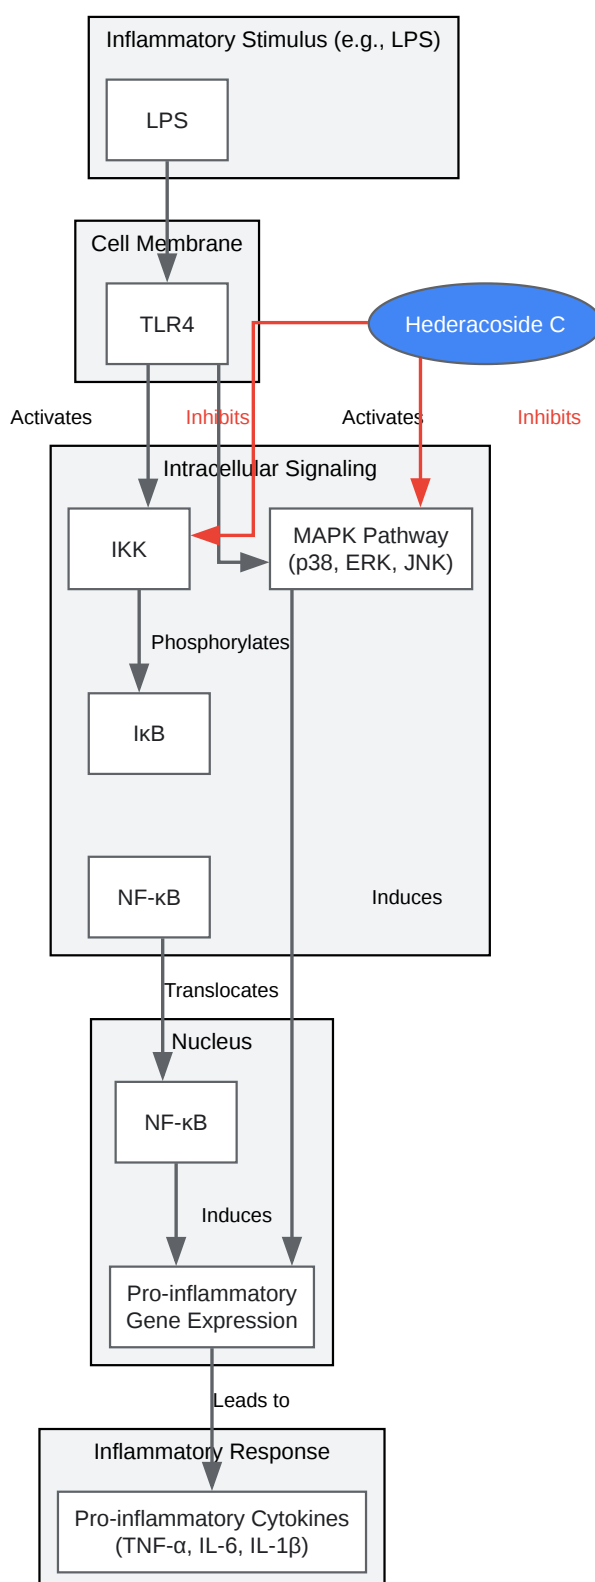 Inflammatory Stimulus (e.g., LPS)
LPS
Cell Membrane
TLR4
Hederacoside C
Activates
Inhibits
Activates
Inhibits
Intracellular Signaling
IKK
MAPK Pathway
(p38, ERK, JNK)
Phosphorylates
IκB
NF-κB
Induces
Translocates
Nucleus
NF-κB
Induces
Pro-inflammatory
Gene Expression
Leads to
Inflammatory Response
Pro-inflammatory Cytokines
(TNF-α, IL-6, IL-1β)